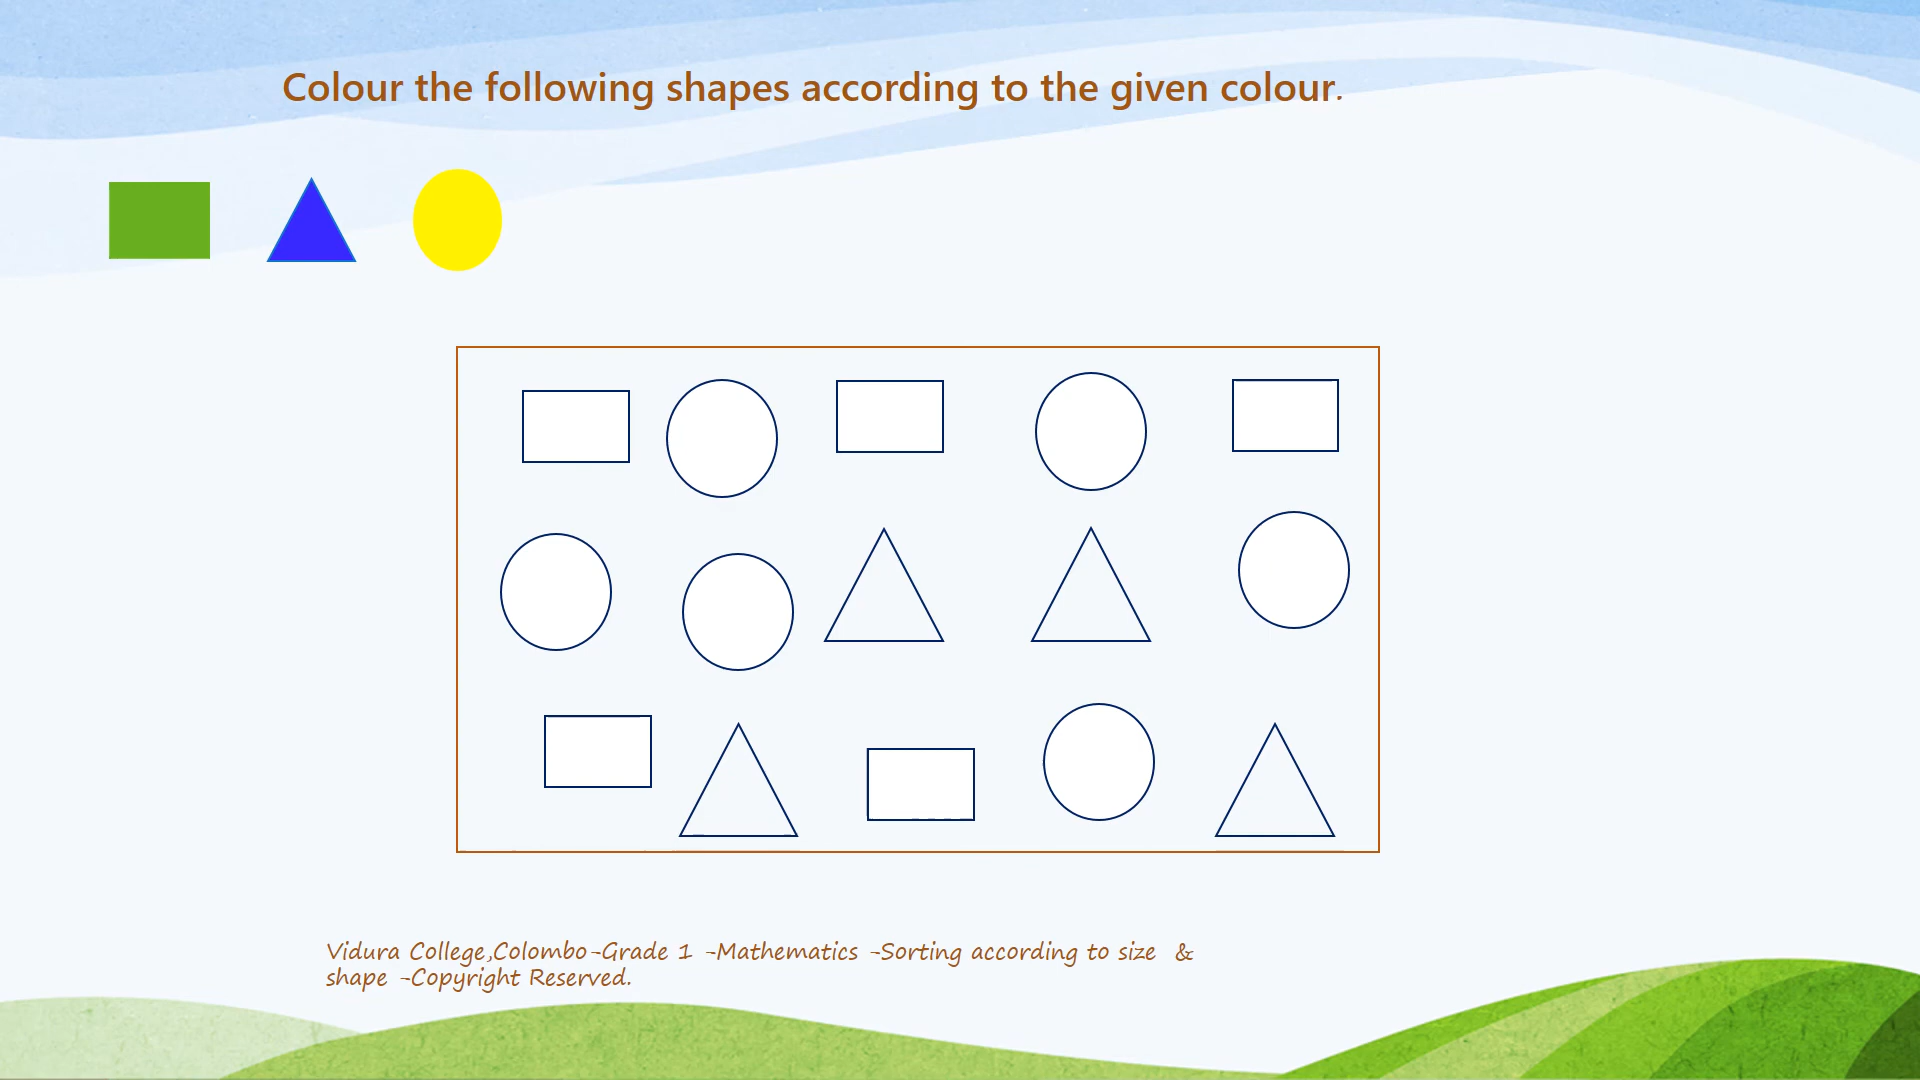 Colour the following shapes according to the given colour.
Vidura College,Colombo-Grade 1 -Mathematics -Sorting according to size  &
shape -Copyright Reserved.